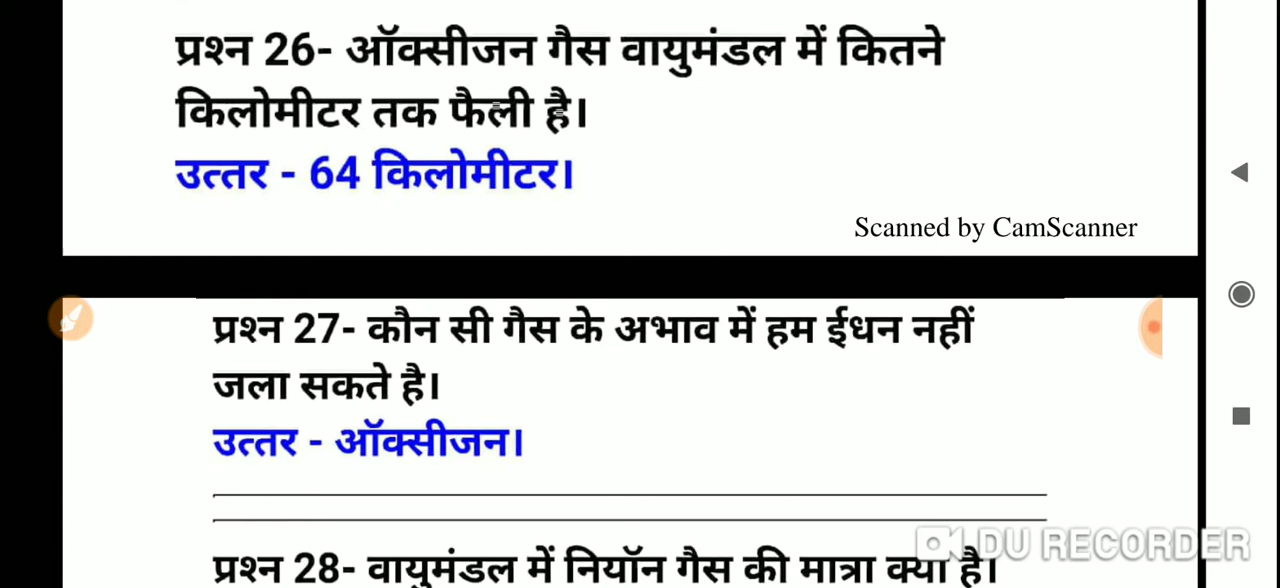 प्रश्न 26- ऑक्सीजन गैस वायुमंडल में कितने
किलोमीटर तक फैली है।
उत्तर - 64 किलोमीटर।
Scanned by CamScanner
प्रश्न 27- कौन सी गैस के अभाव में हम ईधन नहीं
जला सकते है।
उत्तर - ऑक्सीजन।
DU RECORDER
प्रश्न 28- वायुमंडल में नियॉन गैस की मात्रा क्या है।